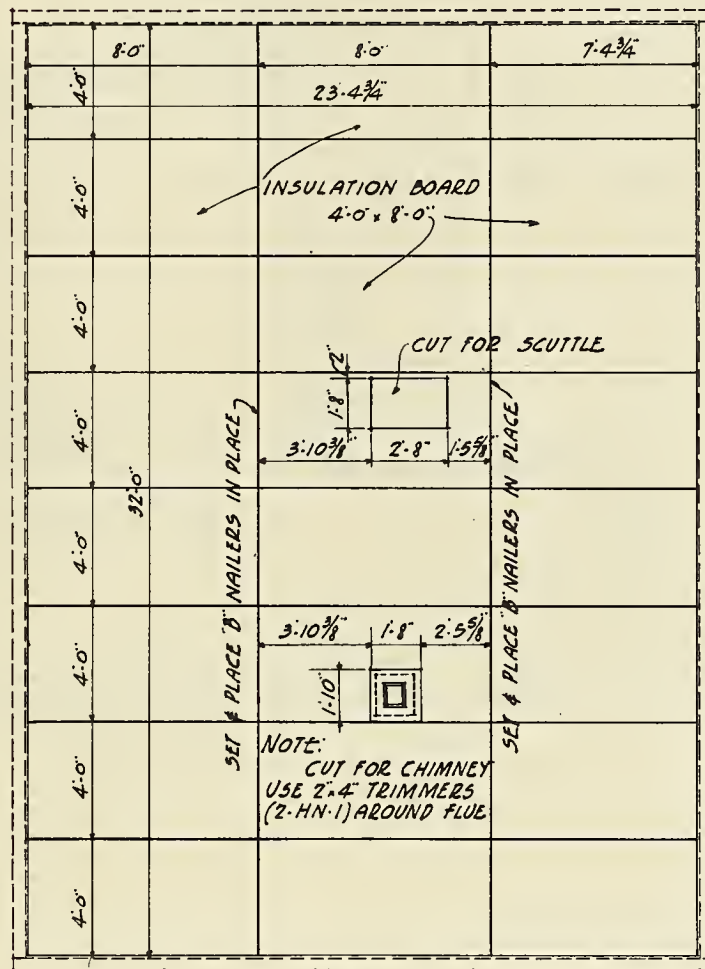 8'-0" 8'-0" 7'-4¾"
23'-4¾"
4'-0"
INSULATION BOARD
4'-0" x 8'-0"
4'-0"
4'-0"
CUT FOR SCUTTLE
2"
1'-8"
3'-10⅜" 2'-8" 1'-5⅝"
4'-0"
32'-0"
SET & PLACE "B" NAILERS IN PLACE
SET & PLACE "B" NAILERS IN PLACE
4'-0"
3'-10⅜" 1'-8" 2'-5⅝"
4'-0"
1'-10"
NOTE:
CUT FOR CHIMNEY
USE 2"x4" TRIMMERS
(2-HN-1) AROUND FLUE
4'-0"
4'-0"